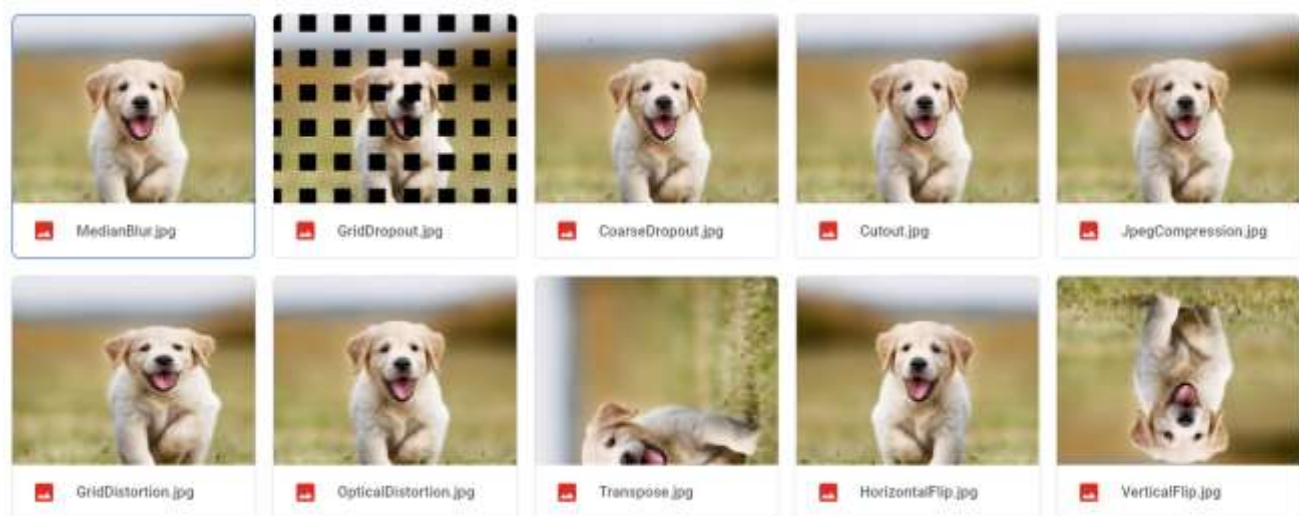 MedianBlur.jpg
GridDropout.jpg
CoarseDropout.jpg
Cutout.jpg
JpegCompression.jpg
GridDistortion.jpg
OpticalDistortion.jpg
Transpose.jpg
HorizontalFlip.jpg
VerticalFlip.jpg